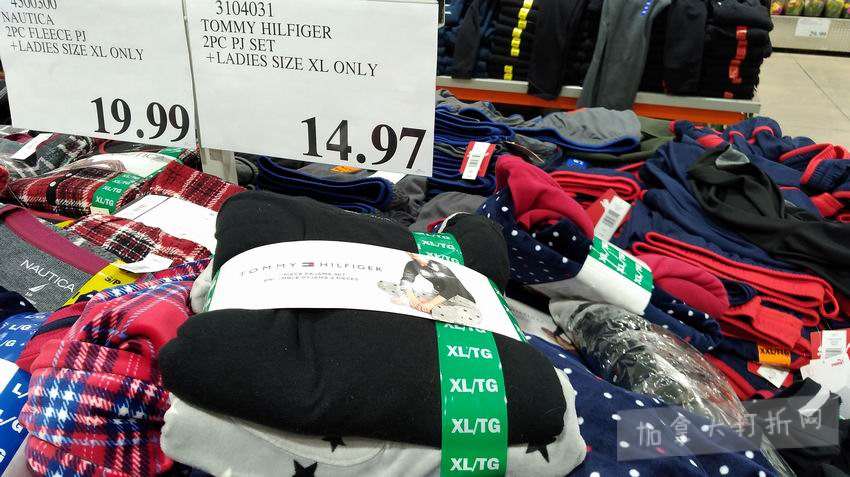 4300300
NAUTICA
2PC FLEECE PJ
+LADIES SIZE XL ONLY
19.99
3104031
TOMMY HILFIGER
2PC PJ SET
+LADIES SIZE XL ONLY
14.97
XL/TG
NAUTICA
TOMMY HILFIGER
XL/TG
XL/TG
XL/TG
XL/TG
XL/TG
加拿大打折网